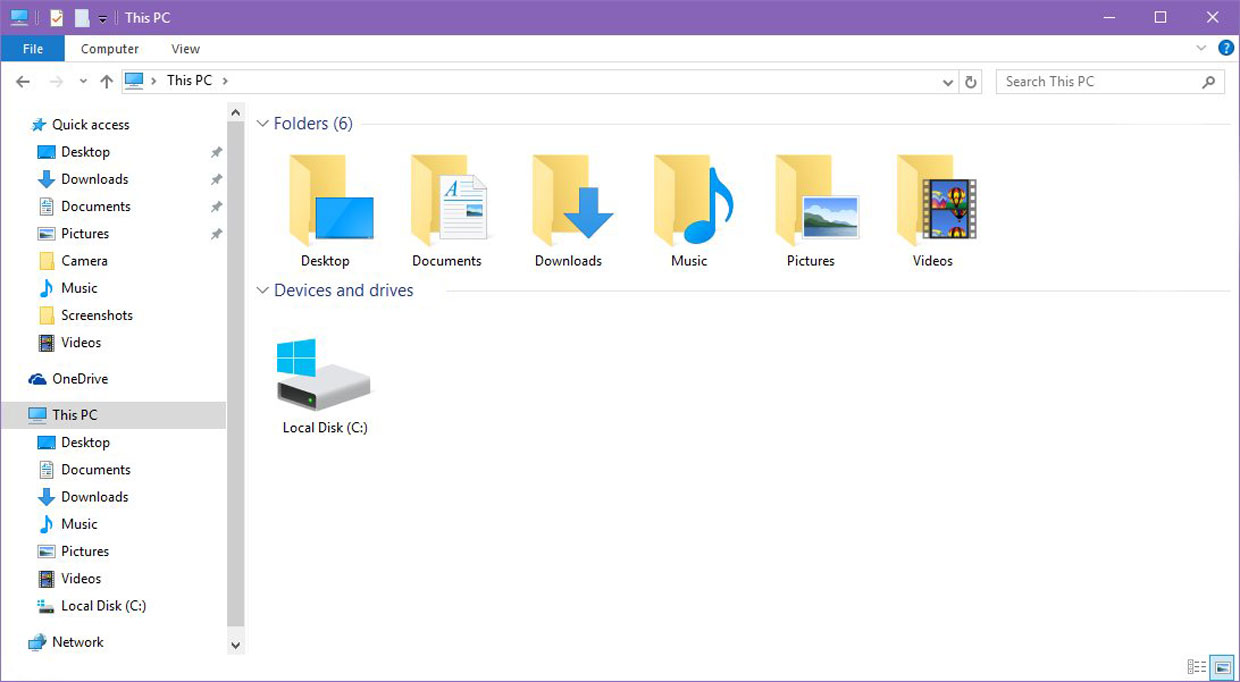 This PC
File Computer View
This PC
Search This PC
Quick access
Desktop
Downloads
Documents
Pictures
Camera
Music
Screenshots
Videos
OneDrive
This PC
Desktop
Documents
Downloads
Music
Pictures
Videos
Local Disk (C:)
Network
Folders (6)
Desktop Documents Downloads Music Pictures Videos
Devices and drives
Local Disk (C:)